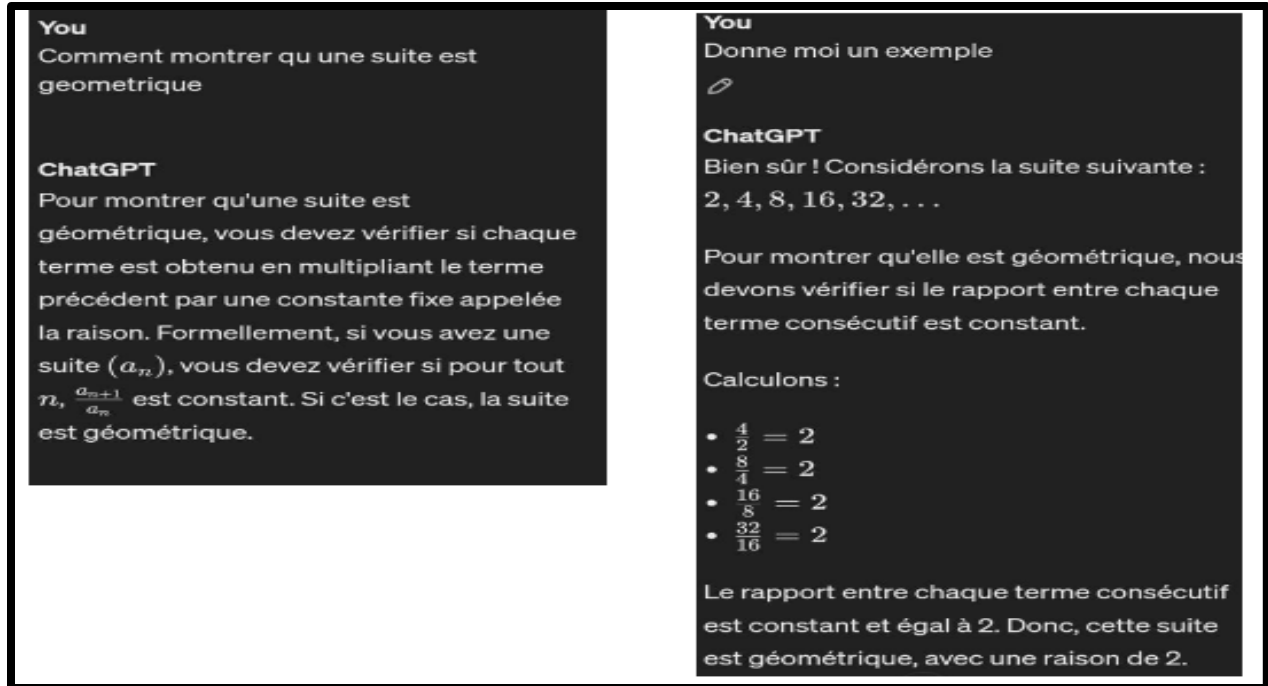 You
Comment montrer qu une suite est
geometrique
ChatGPT
Pour montrer qu'une suite est
géométrique, vous devez vérifier si chaque
terme est obtenu en multipliant le terme
précédent par une constante fixe appelée
la raison. Formellement, si vous avez une
suite (aₙ), vous devez vérifier si pour tout
n, aₙ₊₁/aₙ est constant. Si c'est le cas, la suite
est géométrique.
You
Donne moi un exemple
ChatGPT
Bien sûr ! Considérons la suite suivante :
2, 4, 8, 16, 32, . . .
Pour montrer qu'elle est géométrique, nous
devons vérifier si le rapport entre chaque
terme consécutif est constant.
Calculons :
• 4/2 = 2
• 8/4 = 2
• 16/8 = 2
• 32/16 = 2
Le rapport entre chaque terme consécutif
est constant et égal à 2. Donc, cette suite
est géométrique, avec une raison de 2.